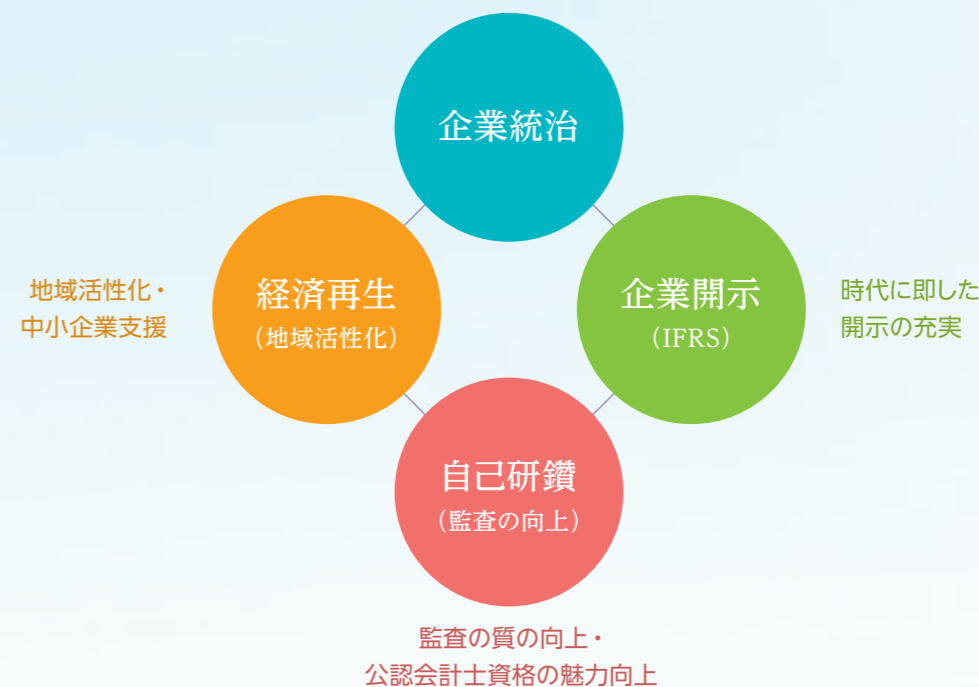 企業統治
地域活性化・
中小企業支援
経済再生
（地域活性化）
企業開示
（IFRS）
時代に即した
開示の充実
自己研鑽
（監査の向上）
監査の質の向上・
公認会計士資格の魅力向上